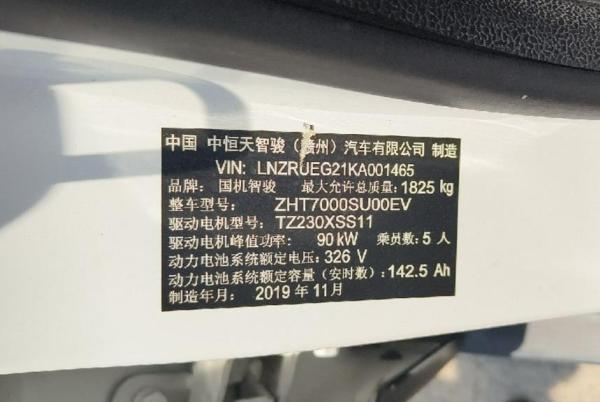 中国 中恒天智骏（赣州）汽车有限公司 制造
VIN: LNZRUEG21KA001465
品牌: 国机智骏 最大允许总质量: 1825 kg
整车型号: ZHT7000SU00EV
驱动电机型号: TZ230XSS11
驱动电机峰值功率: 90 kW 乘员数: 5 人
动力电池系统额定电压: 326 V
动力电池系统额定容量（安时数）: 142.5 Ah
制造年月: 2019 年 11月